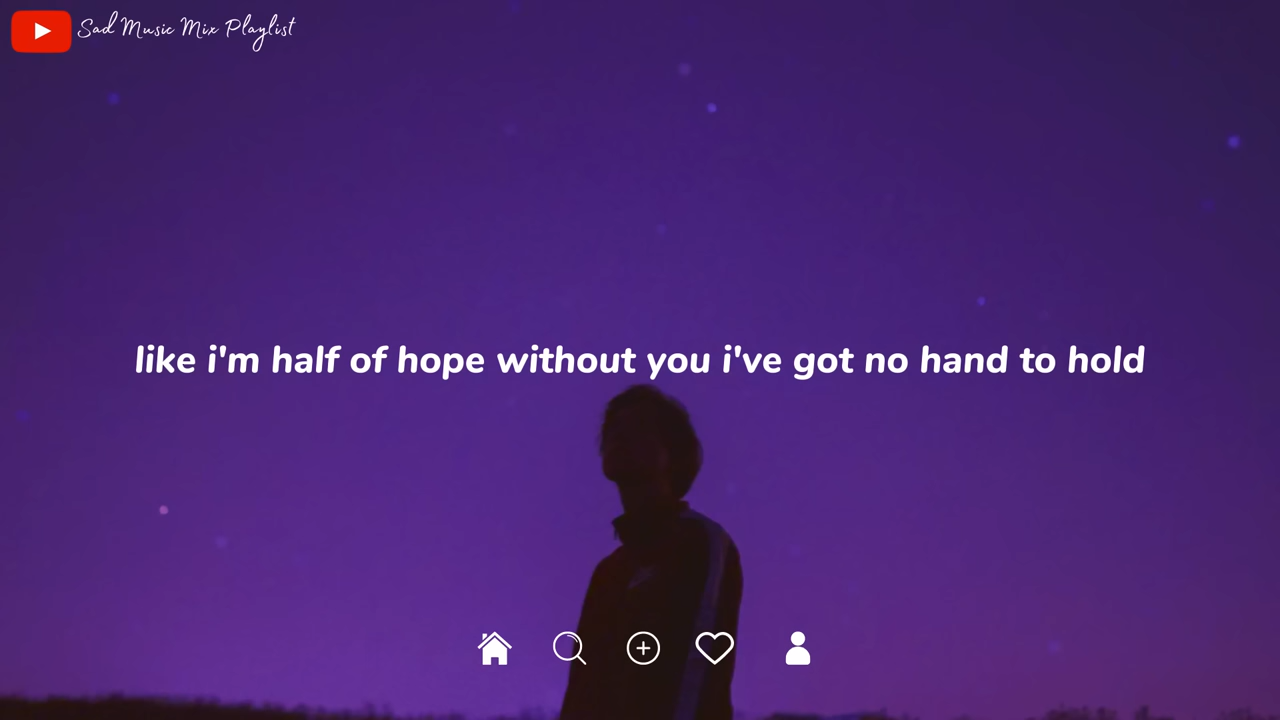 Sad Music Mix Playlist
like i'm half of hope without you i've got no hand to hold